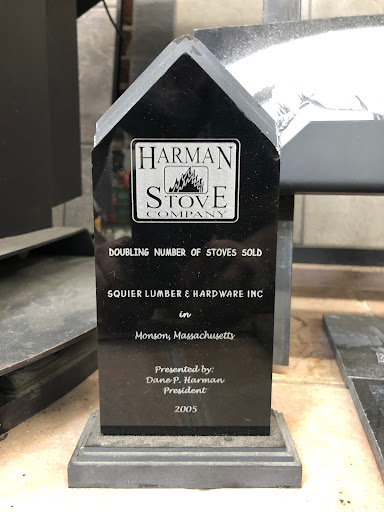 HARMAN
STOVE
COMPANY
DOUBLING NUMBER OF STOVES SOLD
SQUIER LUMBER & HARDWARE INC
in
Monson, Massachusetts
Presented by:
Dane P. Harman
President
2005